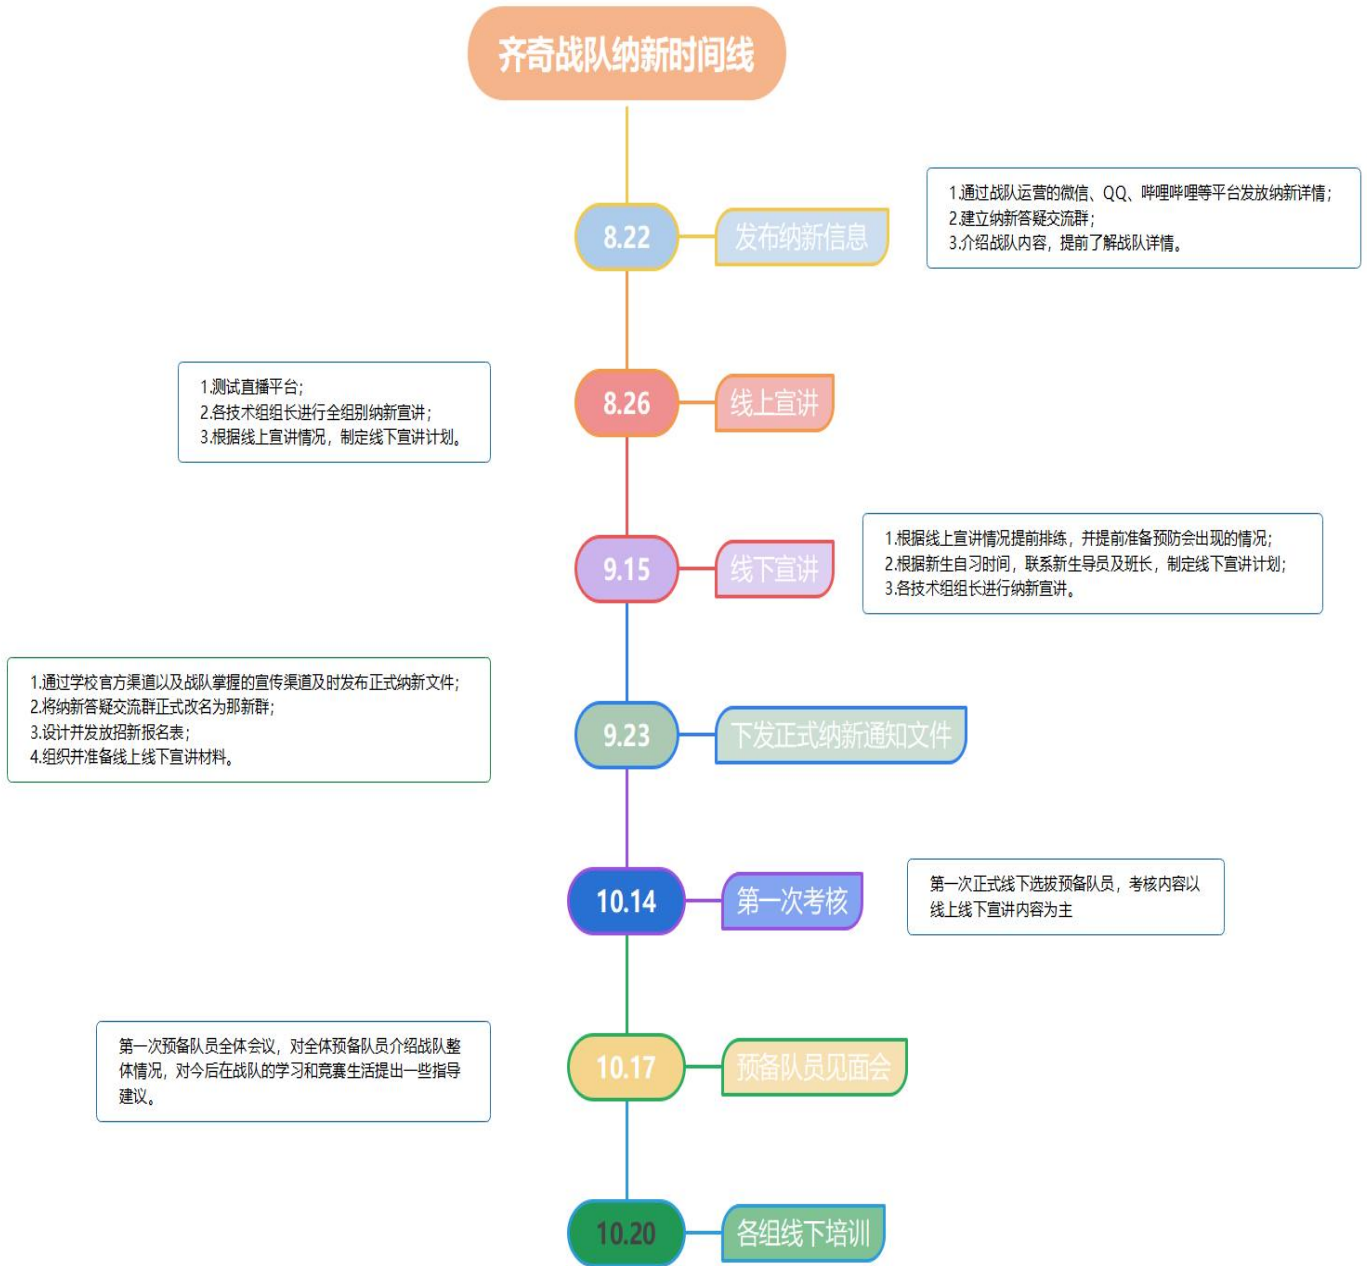 齐奇战队纳新时间线
8.22
发布纳新信息
1.通过战队运营的微信、QQ、哔哩哔哩等平台发放纳新详情；
2.建立纳新答疑交流群；
3.介绍战队内容，提前了解战队详情。
1.测试直播平台；
2.各技术组组长进行全组别纳新宣讲；
3.根据线上宣讲情况，制定线下宣讲计划。
8.26
线上宣讲
9.15
线下宣讲
1.根据线上宣讲情况提前排练，并提前准备预防会出现的情况；
2.根据新生自习时间，联系新生导员及班长，制定线下宣讲计划；
3.各技术组组长进行纳新宣讲。
1.通过学校官方渠道以及战队掌握的宣传渠道及时发布正式纳新文件；
2.将纳新答疑交流群正式改名为那新群；
3.设计并发放招新报名表；
4.组织并准备线上线下宣讲材料。
9.23
下发正式纳新通知文件
10.14
第一次考核
第一次正式线下选拔预备队员，考核内容以
线上线下宣讲内容为主
第一次预备队员全体会议，对全体预备队员介绍战队整
体情况，对今后在战队的学习和竞赛生活提出一些指导
建议。
10.17
预备队员见面会
10.20
各组线下培训